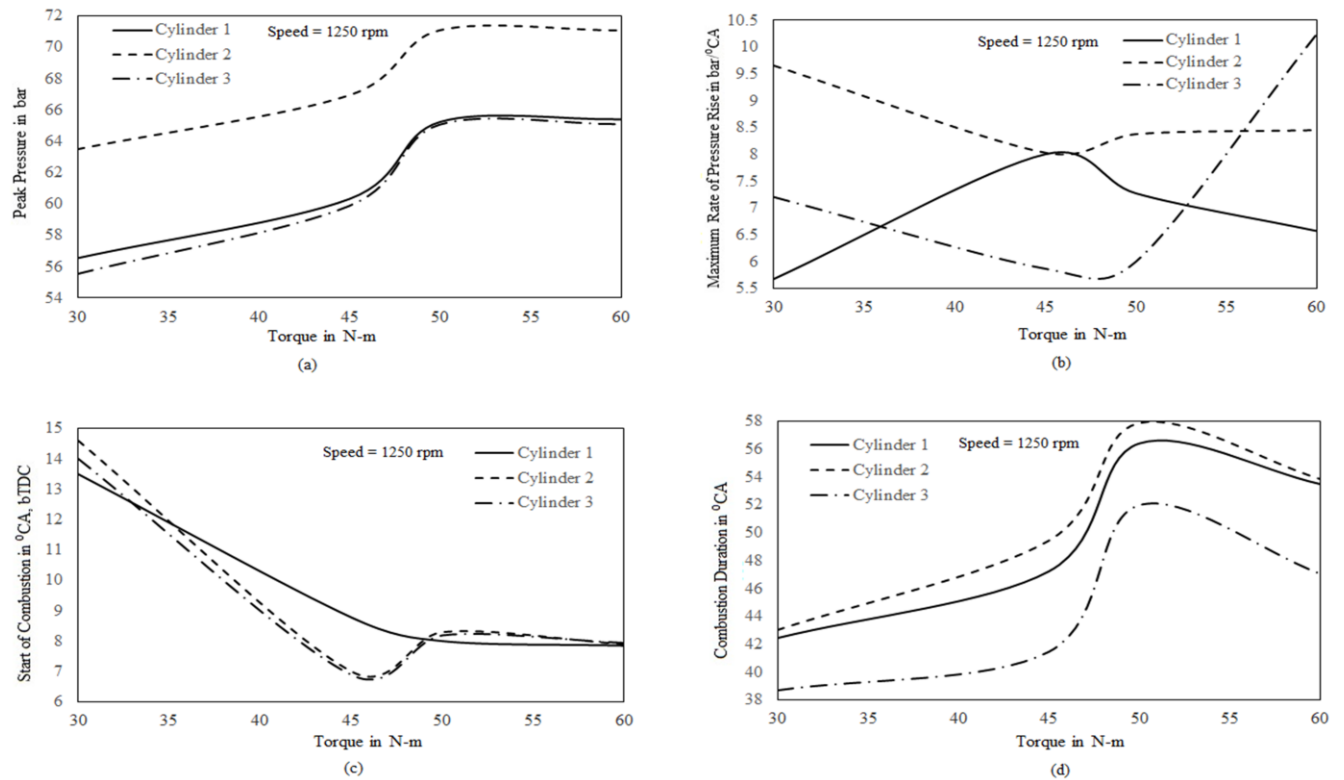 72
70
68
66
64
62
60
58
56
54
30 35 40 45 50 55 60
Peak Pressure in bar
Torque in N-m
Cylinder 1
Cylinder 2
Cylinder 3
Speed = 1250 rpm
(a)
10.5
10
9.5
9
8.5
8
7.5
7
6.5
6
5.5
30 35 40 45 50 55 60
Maximum Rate of Pressure Rise in bar/⁰CA
Torque in N-m
Speed = 1250 rpm
Cylinder 1
Cylinder 2
Cylinder 3
(b)
15
14
13
12
11
10
9
8
7
6
30 35 40 45 50 55 60
Start of Combustion in ⁰CA, bTDC
Torque in N-m
Speed = 1250 rpm
Cylinder 1
Cylinder 2
Cylinder 3
(c)
58
56
54
52
50
48
46
44
42
40
38
30 35 40 45 50 55 60
Combustion Duration in ⁰CA
Torque in N-m
Cylinder 1
Cylinder 2
Cylinder 3
Speed = 1250 rpm
(d)